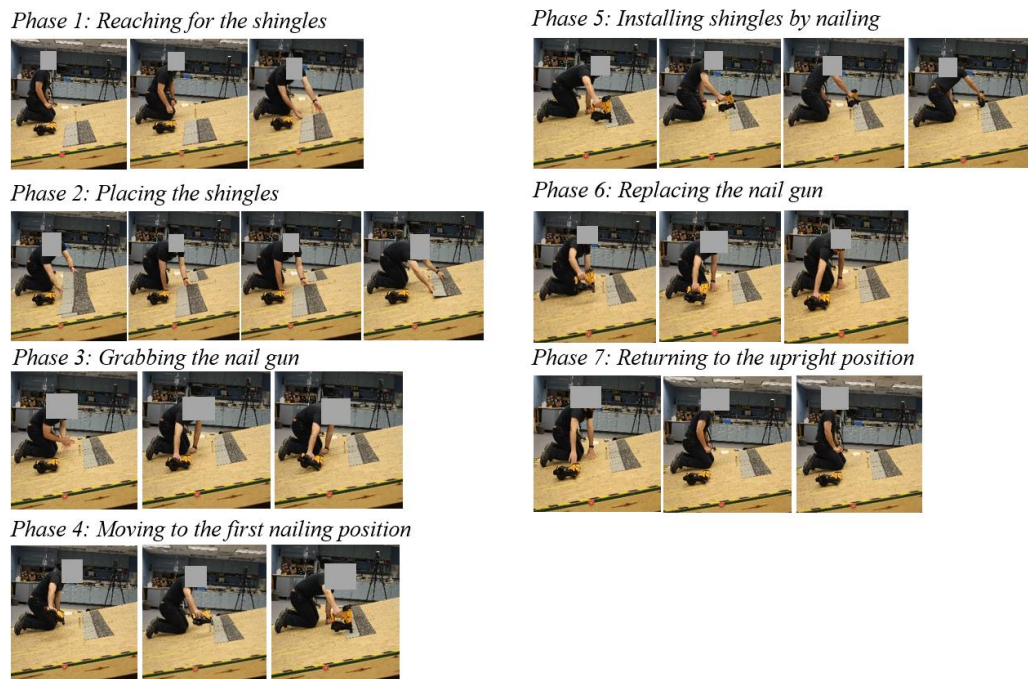 Phase 1: Reaching for the shingles
Phase 2: Placing the shingles
Phase 3: Grabbing the nail gun
Phase 4: Moving to the first nailing position
Phase 5: Installing shingles by nailing
Phase 6: Replacing the nail gun
Phase 7: Returning to the upright position